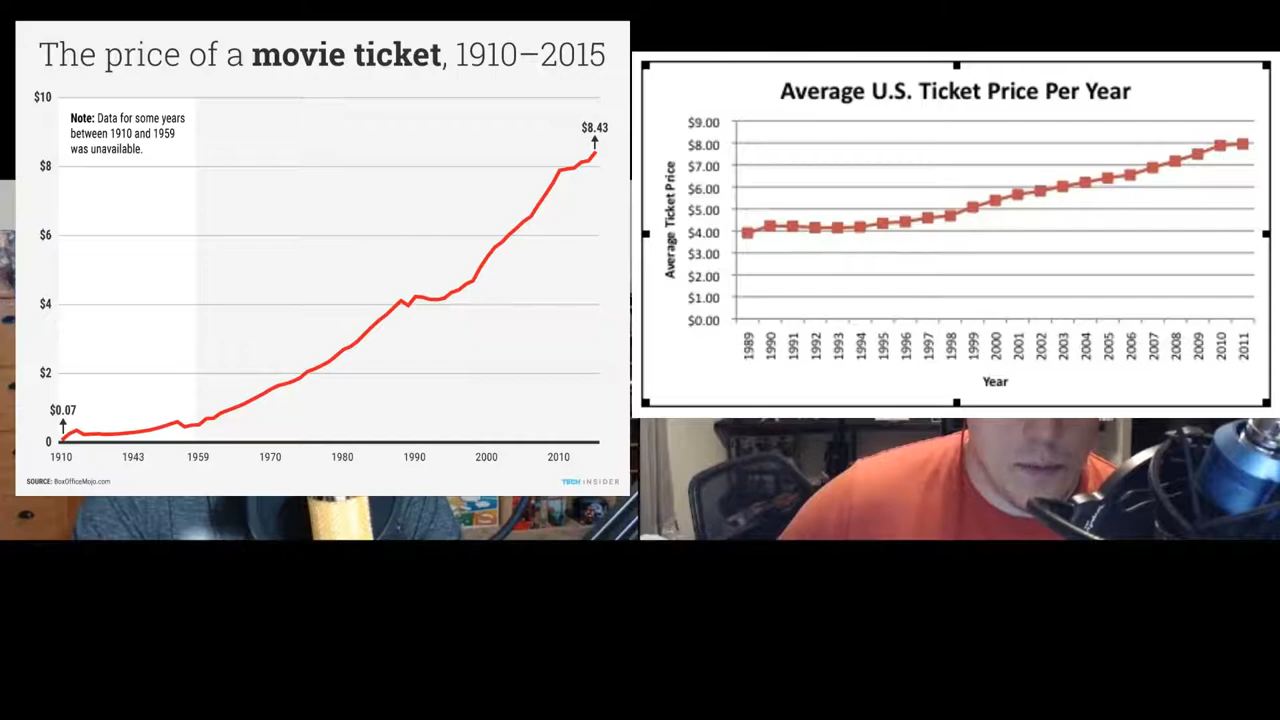 The price of a movie ticket, 1910–2015
$10
Note: Data for some years
between 1910 and 1959
was unavailable.
$8.43
$8
$6
$4
$2
$0.07
0
1910 1943 1959 1970 1980 1990 2000 2010
SOURCE: BoxOfficeMojo.com
TECH INSIDER
Average U.S. Ticket Price Per Year
Average Ticket Price
$9.00
$8.00
$7.00
$6.00
$5.00
$4.00
$3.00
$2.00
$1.00
$0.00
1989 1990 1991 1992 1993 1994 1995 1996 1997 1998 1999 2000 2001 2002 2003 2004 2005 2006 2007 2008 2009 2010 2011
Year